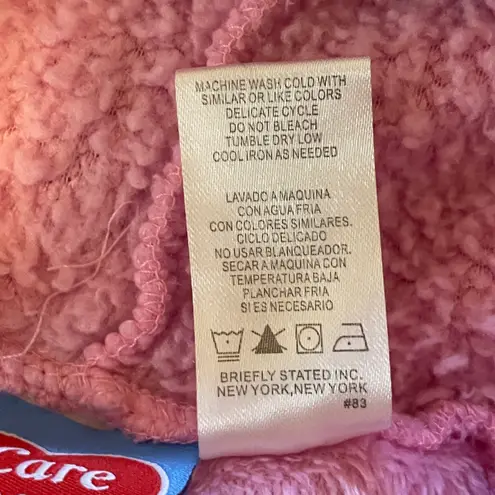 MACHINE WASH COLD WITH
SIMILAR OR LIKE COLORS
DELICATE CYCLE
DO NOT BLEACH
TUMBLE DRY LOW
COOL IRON AS NEEDED
LAVADO A MAQUINA
CON AGUA FRIA
CON COLORES SIMILARES.
CICLO DELICADO
NO USAR BLANQUEADOR.
SECAR A MAQUINA CON
TEMPERATURA BAJA
PLANCHAR FRIA
SI ES NECESARIO
BRIEFLY STATED INC.
NEW YORK, NEW YORK
#83
Care